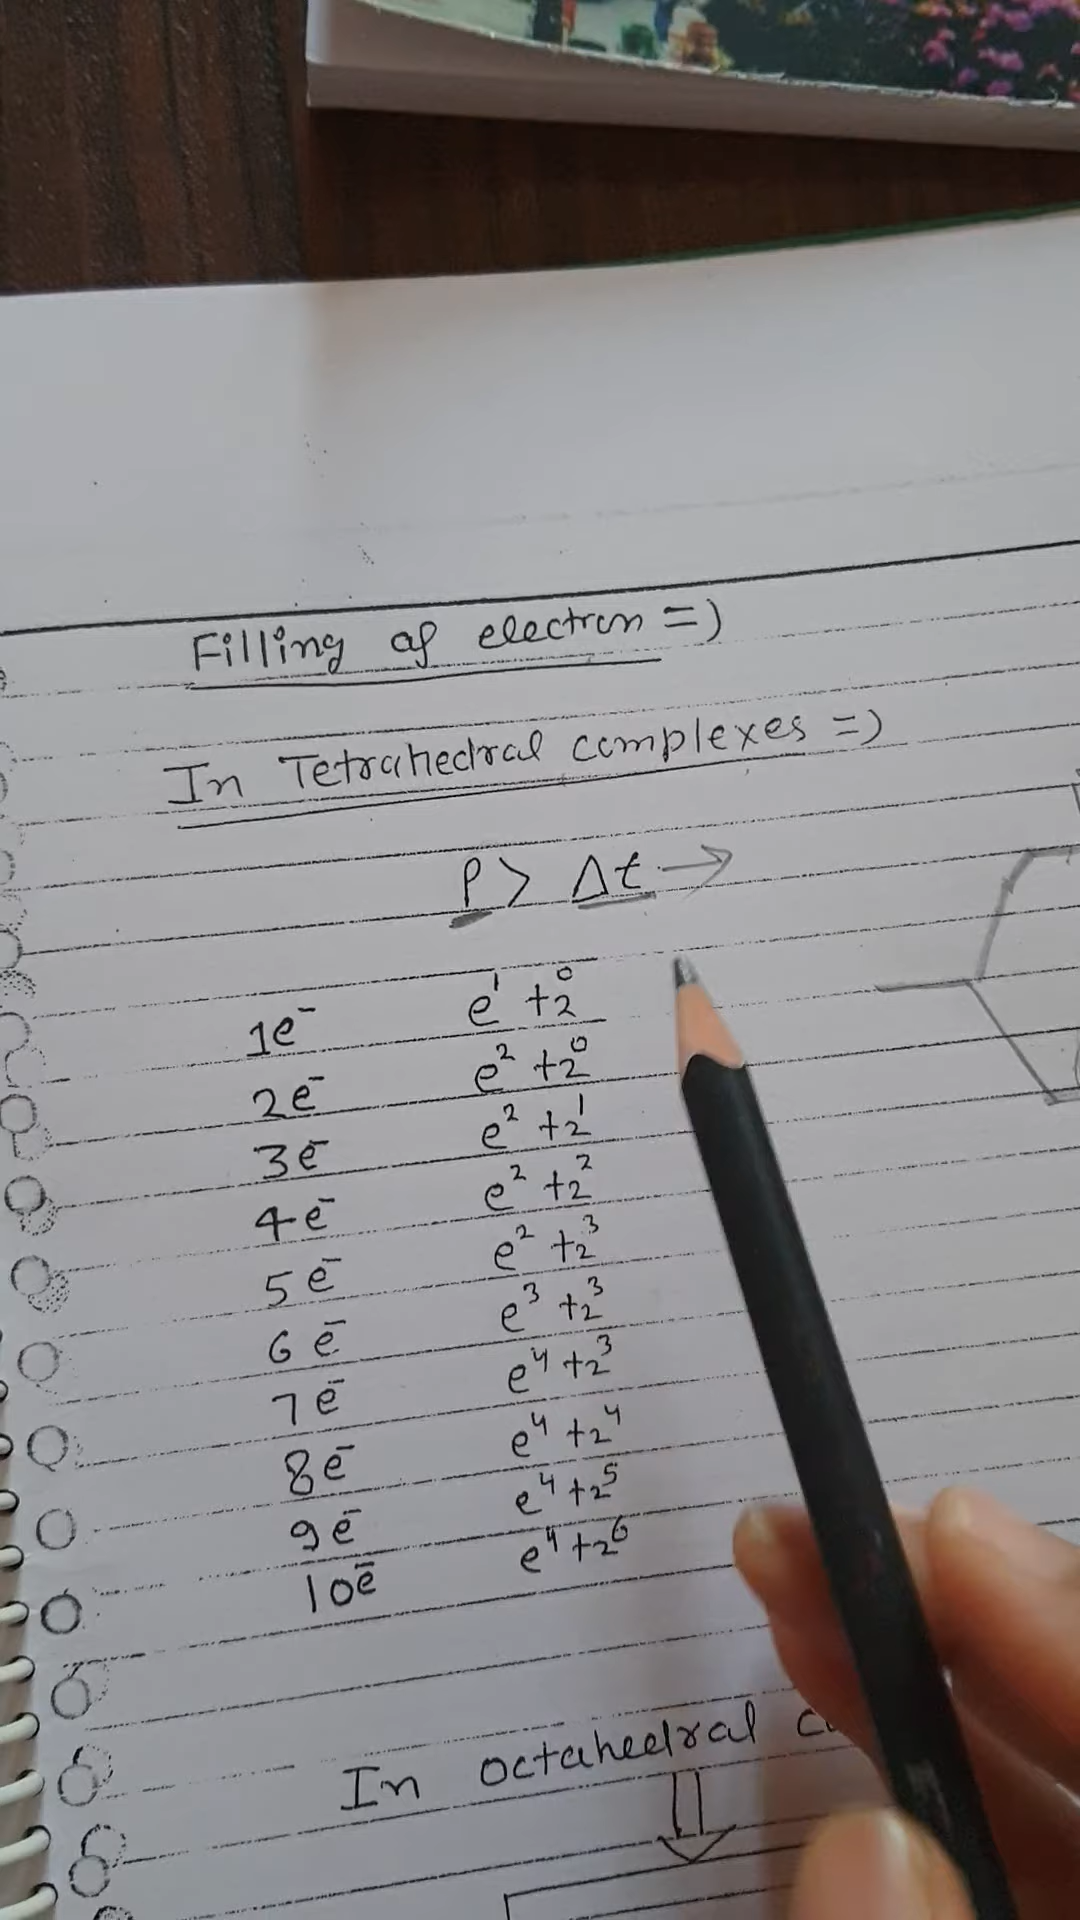 Filling of electron =)
In Tetrahedral complexes =)
P > Δt →
1e⁻ e¹ t₂⁰
2e⁻ e² t₂⁰
3e⁻ e² t₂¹
4e⁻ e² t₂²
5e⁻ e² t₂³
6e⁻ e³ t₂³
7e⁻ e⁴ t₂³
8e⁻ e⁴ t₂⁴
9e⁻ e⁴ t₂⁵
10e⁻ e⁴ t₂⁶
In octahedral